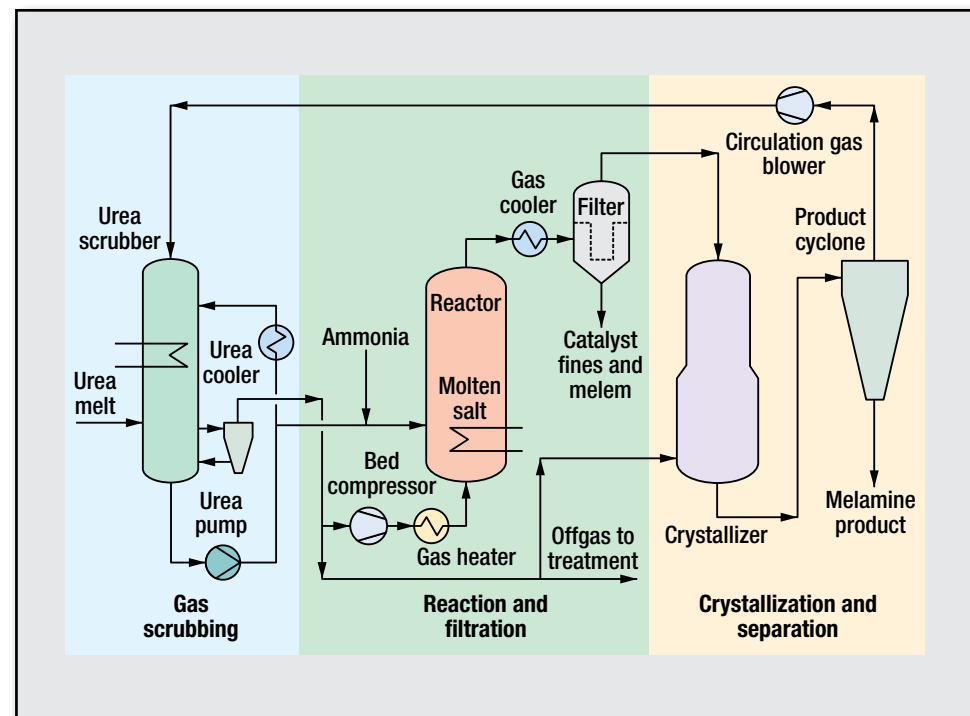 Circulation gas
blower
Gas
cooler
Filter
Urea
scrubber
Product
cyclone
Reactor
Ammonia
Urea
cooler
Catalyst
fines and
melem
Urea
melt
Molten
salt
Bed
compressor
Urea
pump
Melamine
product
Gas heater
Offgas to
treatment
Crystallizer
Gas
scrubbing
Reaction and
filtration
Crystallization and
separation